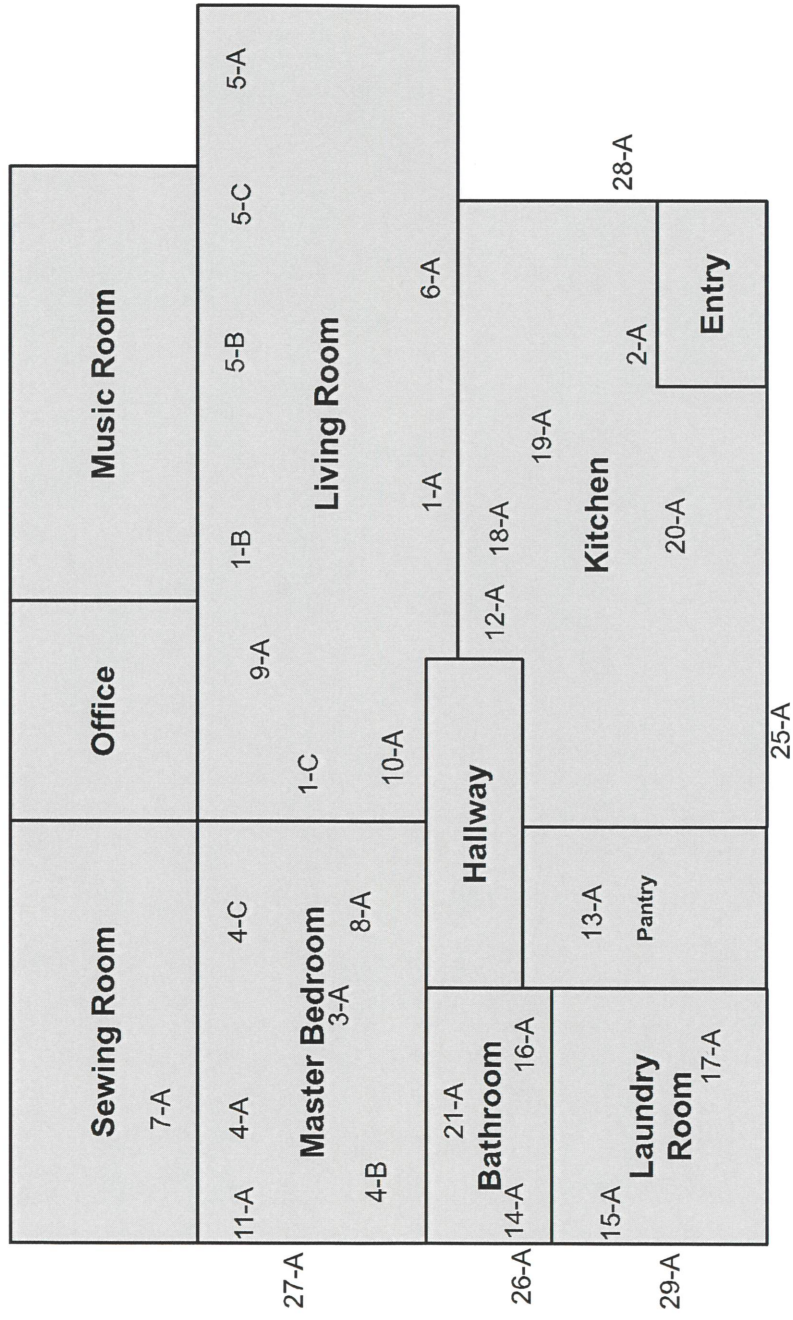 Sewing Room
7-A
Office
Music Room
11-A
4-A
4-C
4-B
Master Bedroom
3-A
8-A
27-A
1-C
10-A
9-A
1-B
5-B
5-C
5-A
Living Room
1-A
6-A
21-A
Bathroom
14-A
16-A
26-A
Hallway
12-A
18-A
19-A
Kitchen
20-A
2-A
Entry
28-A
15-A
Laundry
Room
17-A
29-A
13-A
Pantry
25-A